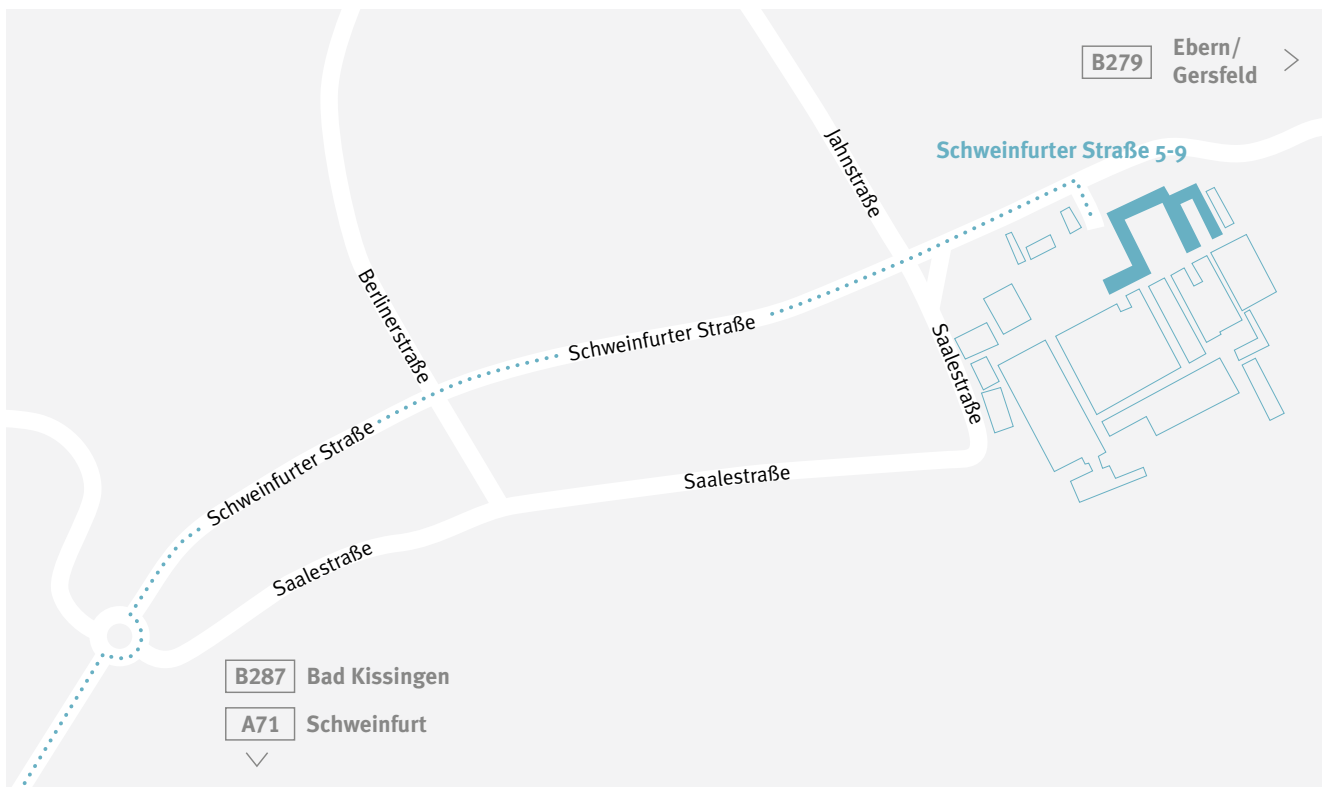 B279
Ebern/
Gersfeld
Schweinfurter Straße 5-9
Jahnstraße
Berlinerstraße
Schweinfurter Straße
Saalestraße
Schweinfurter Straße
Saalestraße
Saalestraße
B287 Bad Kissingen
A71 Schweinfurt